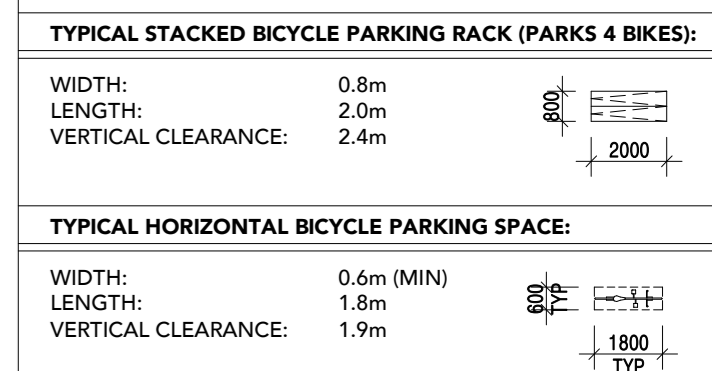 TYPICAL STACKED BICYCLE PARKING RACK (PARKS 4 BIKES):
WIDTH: 0.8m
LENGTH: 2.0m
VERTICAL CLEARANCE: 2.4m
800
2000
TYPICAL HORIZONTAL BICYCLE PARKING SPACE:
WIDTH: 0.6m (MIN)
LENGTH: 1.8m
VERTICAL CLEARANCE: 1.9m
600
TYP
1800
TYP